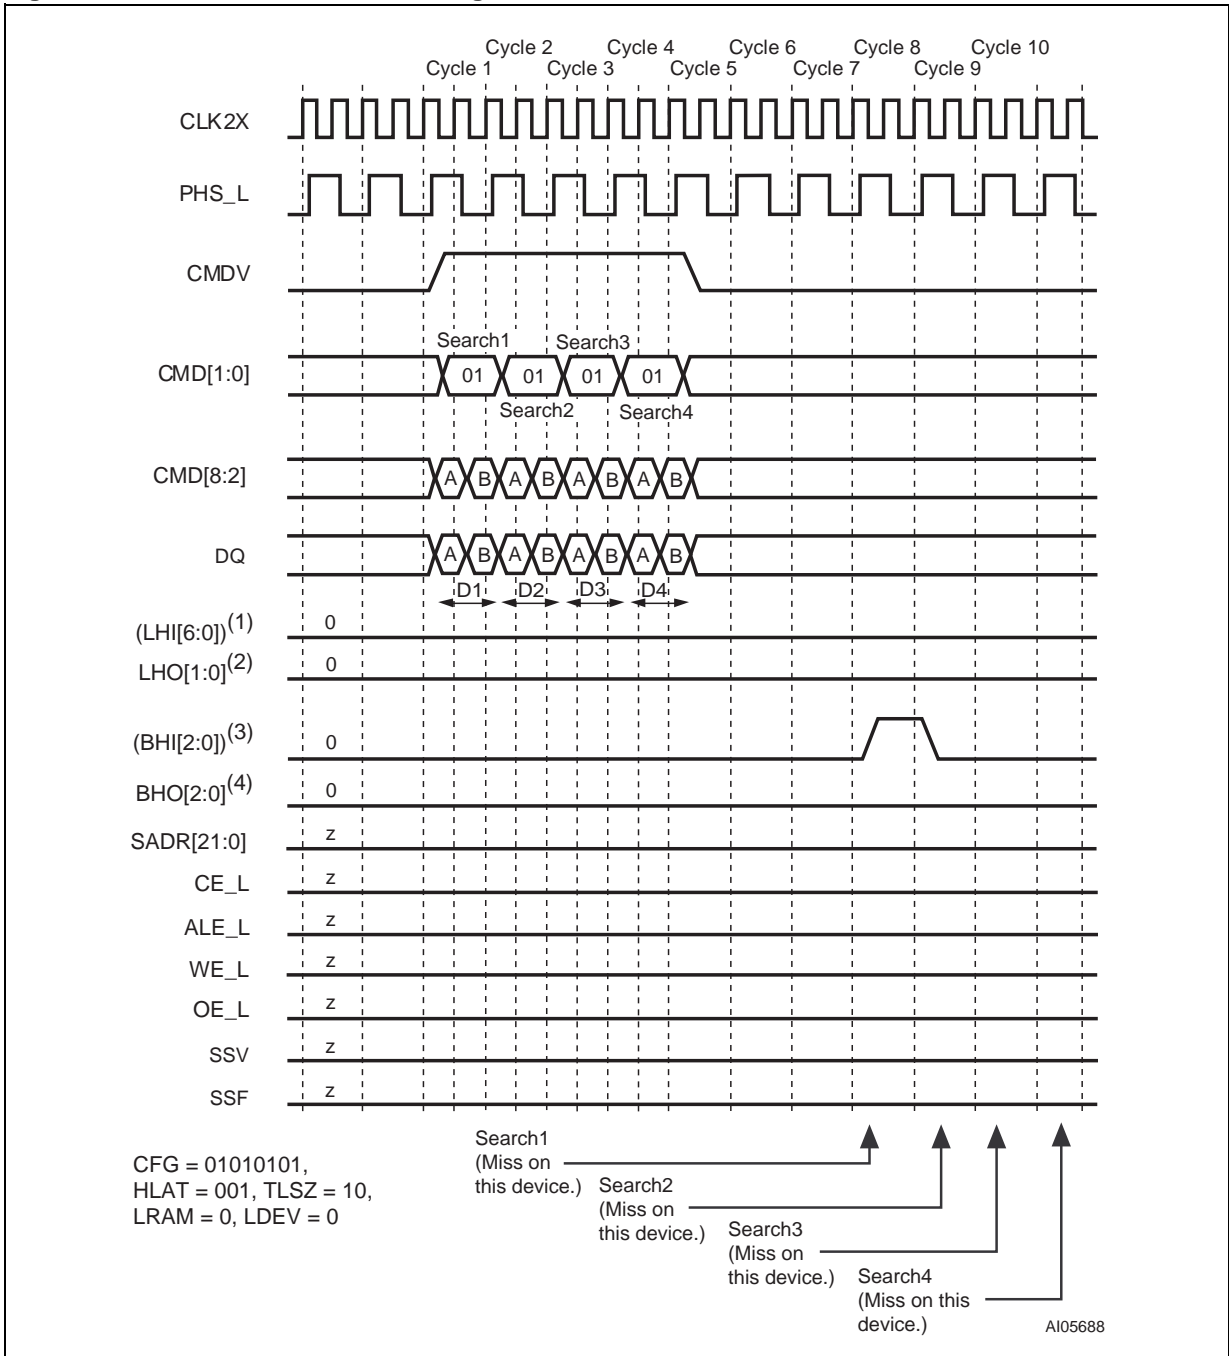 Cycle 2 Cycle 4 Cycle 6 Cycle 8 Cycle 10
Cycle 1 Cycle 3 Cycle 5 Cycle 7 Cycle 9
CLK2X
PHS_L
CMDV
Search1 Search3
CMD[1:0] 01 01 01 01
Search2 Search4
CMD[8:2] A B A B A B A B
DQ A B A B A B A B
D1 D2 D3 D4
(LHI[6:0])(1) 0
LHO[1:0](2) 0
(BHI[2:0])(3) 0
BHO[2:0](4) 0
SADR[21:0] z
CE_L z
ALE_L z
WE_L z
OE_L z
SSV z
SSF z
CFG = 01010101,
HLAT = 001, TLSZ = 10,
LRAM = 0, LDEV = 0
Search1
(Miss on
this device.)
Search2
(Miss on
this device.)
Search3
(Miss on
this device.)
Search4
(Miss on this
device.)
AI05688